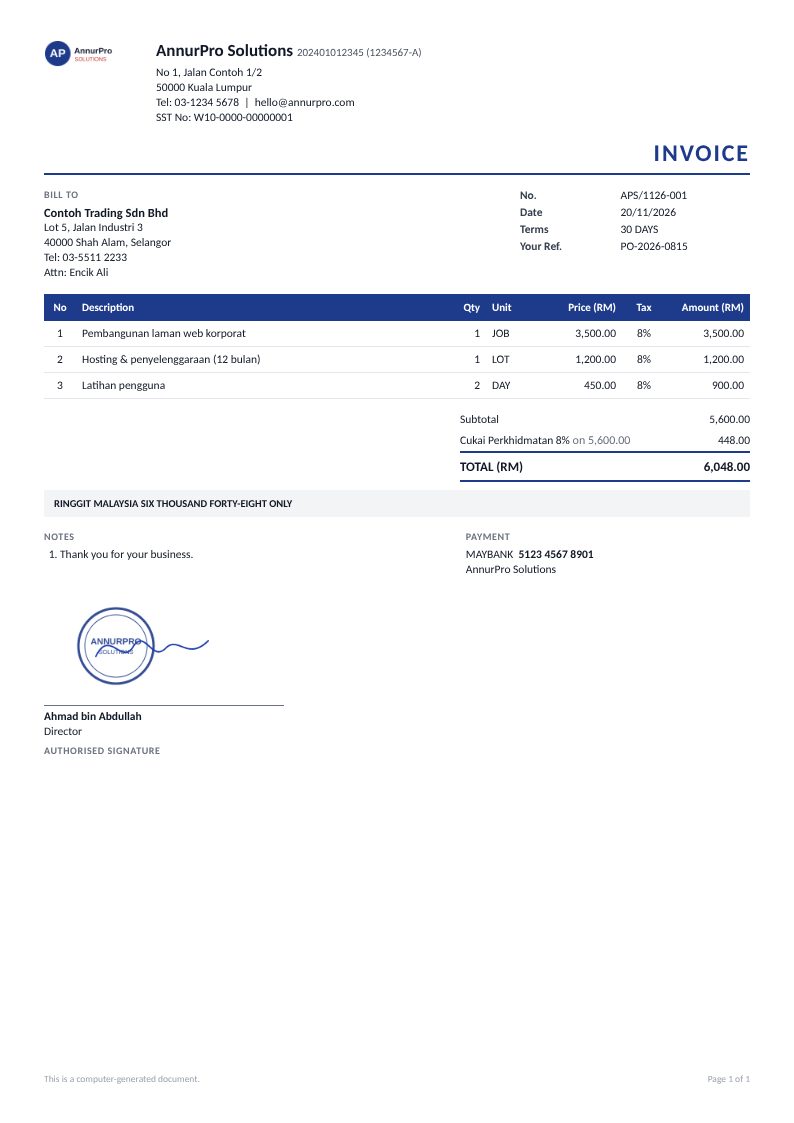 AP AnnurPro
SOLUTIONS
AnnurPro Solutions 202401012345 (1234567-A)
No 1, Jalan Contoh 1/2
50000 Kuala Lumpur
Tel: 03-1234 5678 | hello@annurpro.com
SST No: W10-0000-00000001
INVOICE
BILL TO
Contoh Trading Sdn Bhd
Lot 5, Jalan Industri 3
40000 Shah Alam, Selangor
Tel: 03-5511 2233
Attn: Encik Ali
No. APS/1126-001
Date 20/11/2026
Terms 30 DAYS
Your Ref. PO-2026-0815
No Description Qty Unit Price (RM) Tax Amount (RM)
1 Pembangunan laman web korporat 1 JOB 3,500.00 8% 3,500.00
2 Hosting & penyelenggaraan (12 bulan) 1 LOT 1,200.00 8% 1,200.00
3 Latihan pengguna 2 DAY 450.00 8% 900.00
Subtotal 5,600.00
Cukai Perkhidmatan 8% on 5,600.00 448.00
TOTAL (RM) 6,048.00
RINGGIT MALAYSIA SIX THOUSAND FORTY-EIGHT ONLY
NOTES
1. Thank you for your business.
PAYMENT
MAYBANK 5123 4567 8901
AnnurPro Solutions
ANNURPRO
SOLUTIONS
Ahmad bin Abdullah
Director
AUTHORISED SIGNATURE
This is a computer-generated document. Page 1 of 1